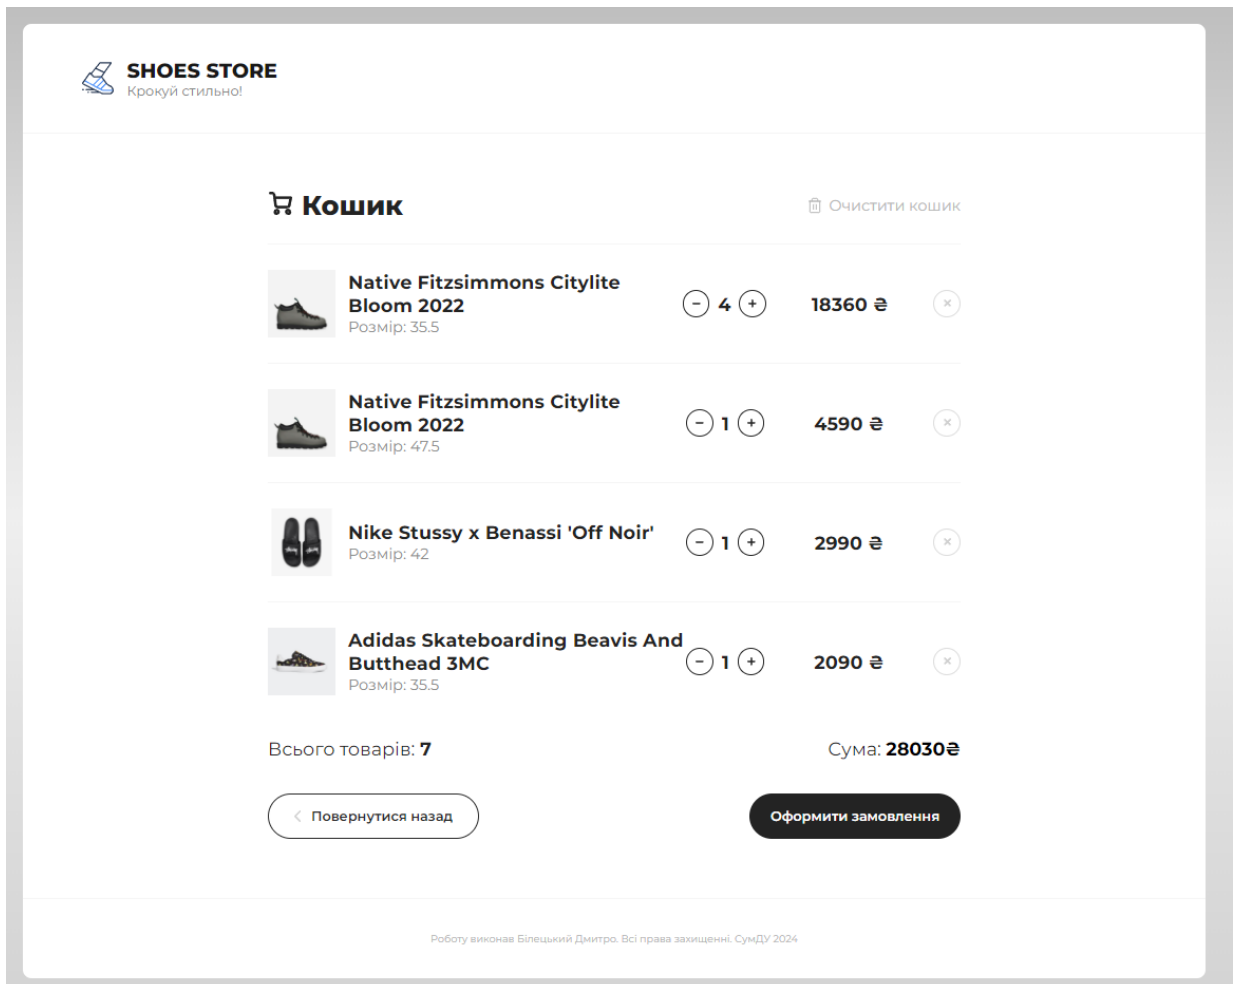 SHOES STORE
Крокуй стильно!
Кошик
Очистити кошик
Native Fitzsimmons Citylite
Bloom 2022
Розмір: 35.5
− 4 +
18360 ₴
×
Native Fitzsimmons Citylite
Bloom 2022
Розмір: 47.5
− 1 +
4590 ₴
×
Nike Stussy x Benassi 'Off Noir'
Розмір: 42
− 1 +
2990 ₴
×
Adidas Skateboarding Beavis And
Butthead 3MC
Розмір: 35.5
− 1 +
2090 ₴
×
Всього товарів: 7
Сума: 28030₴
Повернутися назад
Оформити замовлення
Роботу виконав Білецький Дмитро. Всі права захищенні. СумДУ 2024